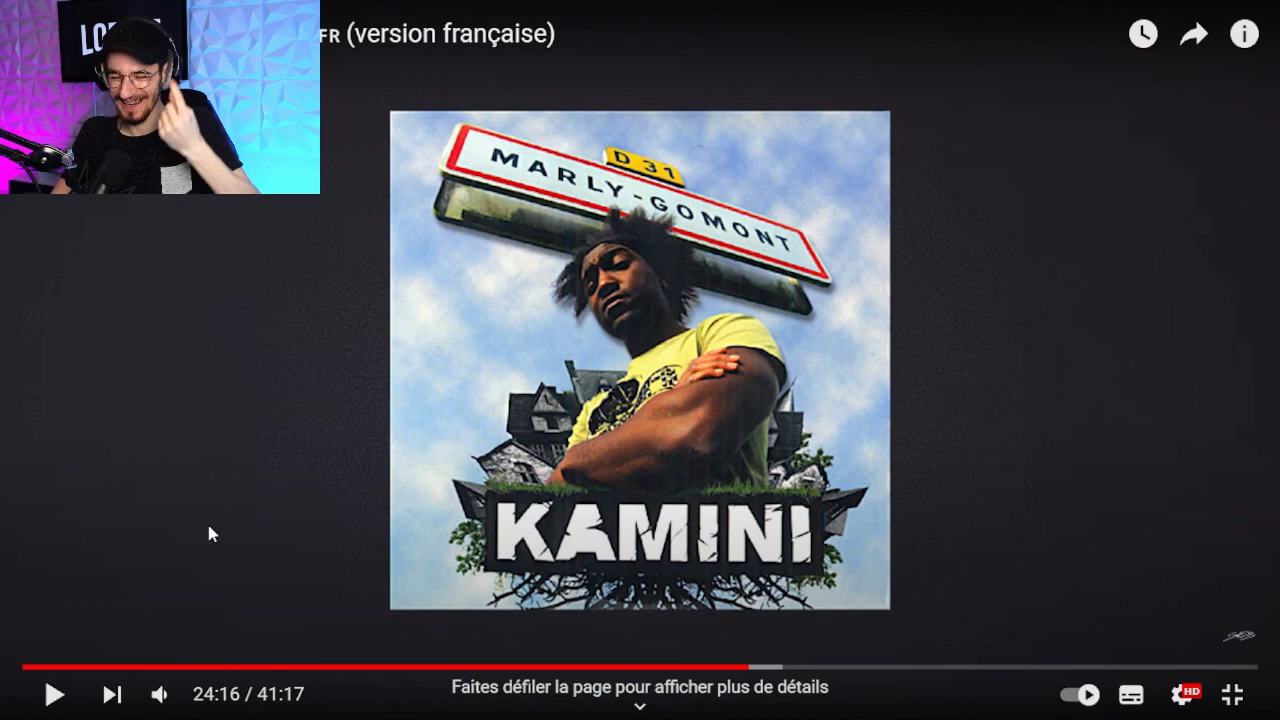 FR (version française)
D 31
MARLY-GOMONT
KAMINI
24:16 / 41:17
Faites défiler la page pour afficher plus de détails
HD